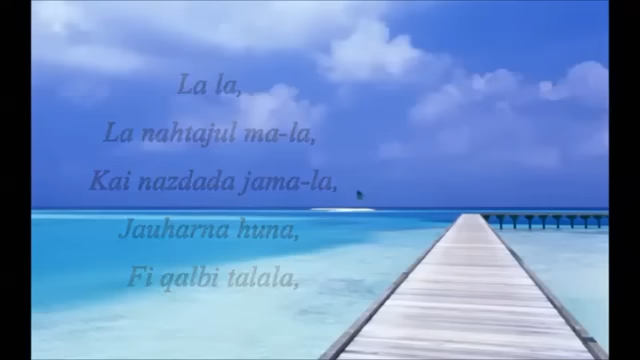 La la,
La nahtajul ma-la,
Kai nazdada jama-la,
Jauharna huna,
Fi qalbi talala,